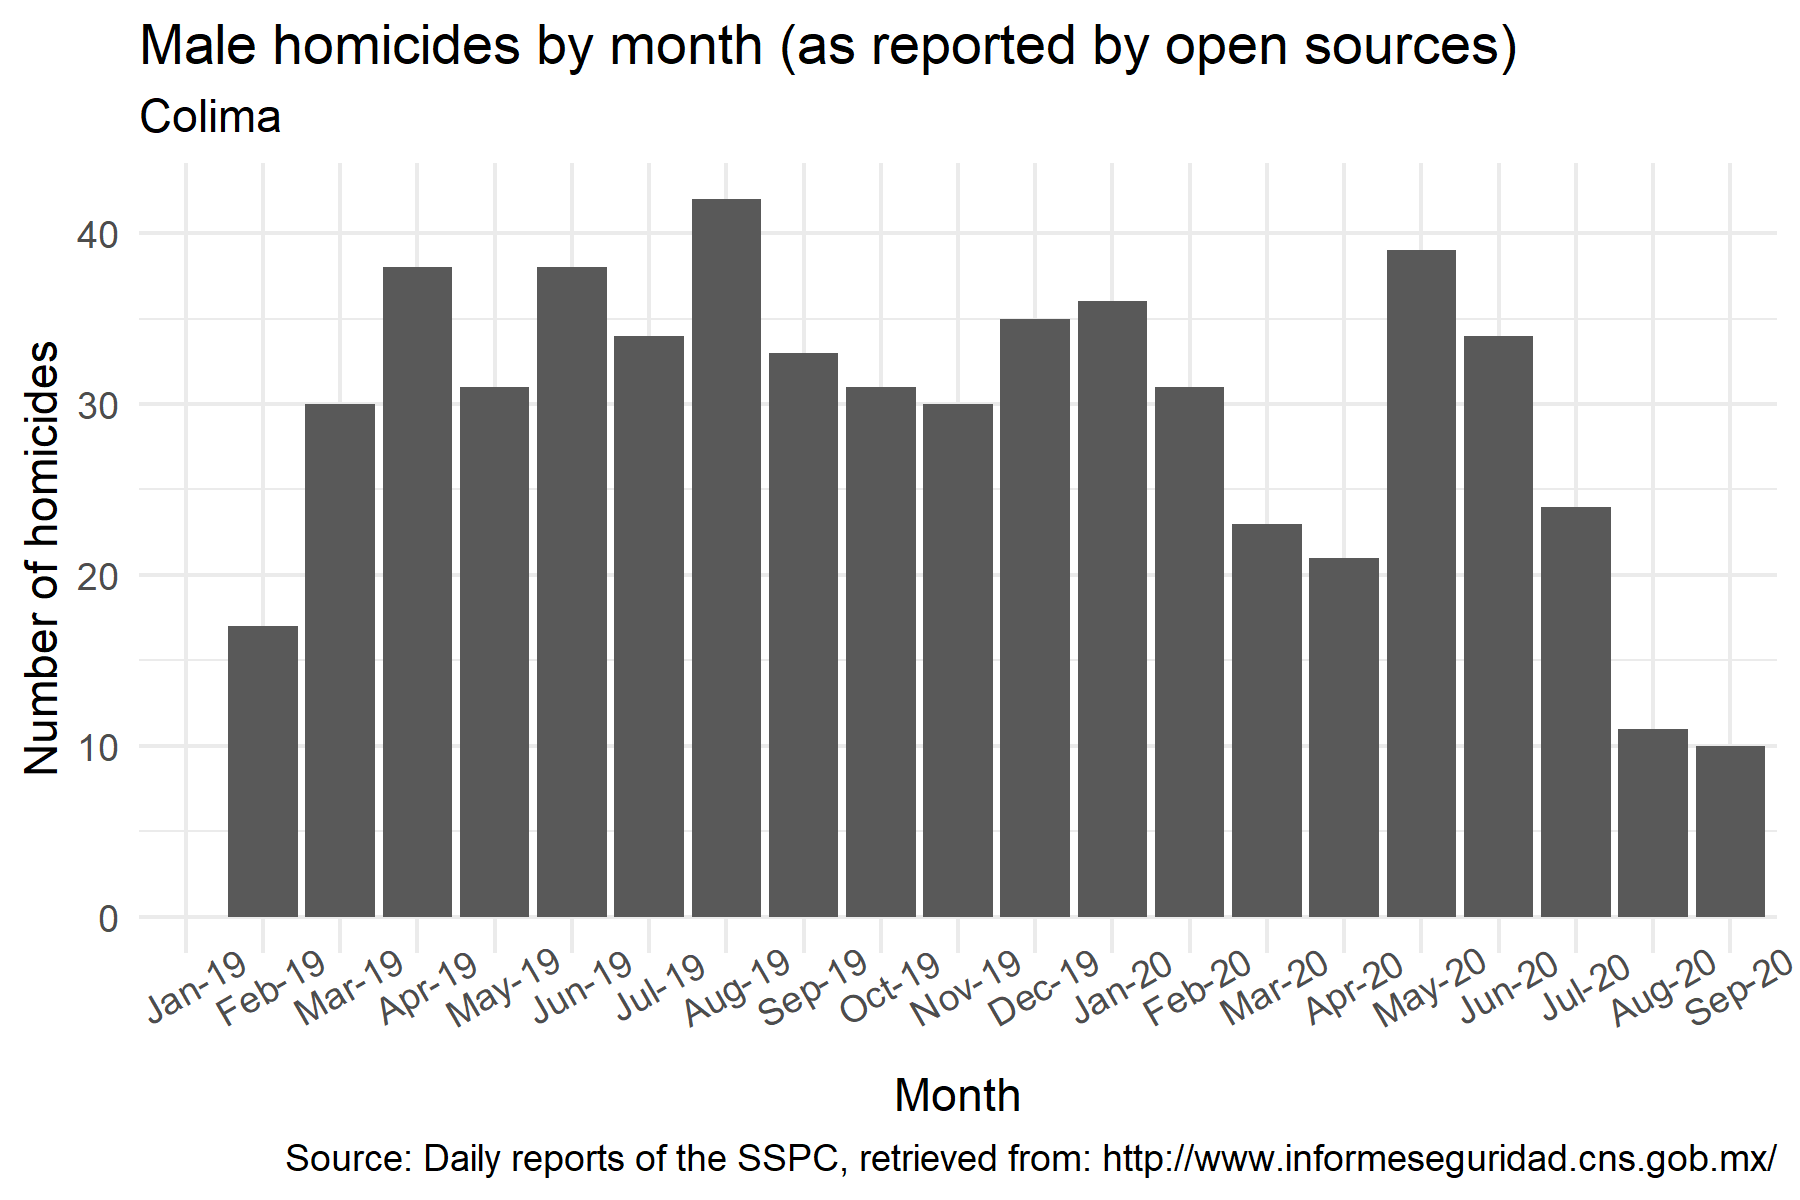 Male homicides by month (as reported by open sources)
Colima
Number of homicides
40
30
20
10
0
Jan-19
Feb-19
Mar-19
Apr-19
May-19
Jun-19
Jul-19
Aug-19
Sep-19
Oct-19
Nov-19
Dec-19
Jan-20
Feb-20
Mar-20
Apr-20
May-20
Jun-20
Jul-20
Aug-20
Sep-20
Month
Source: Daily reports of the SSPC, retrieved from: http://www.informeseguridad.cns.gob.mx/